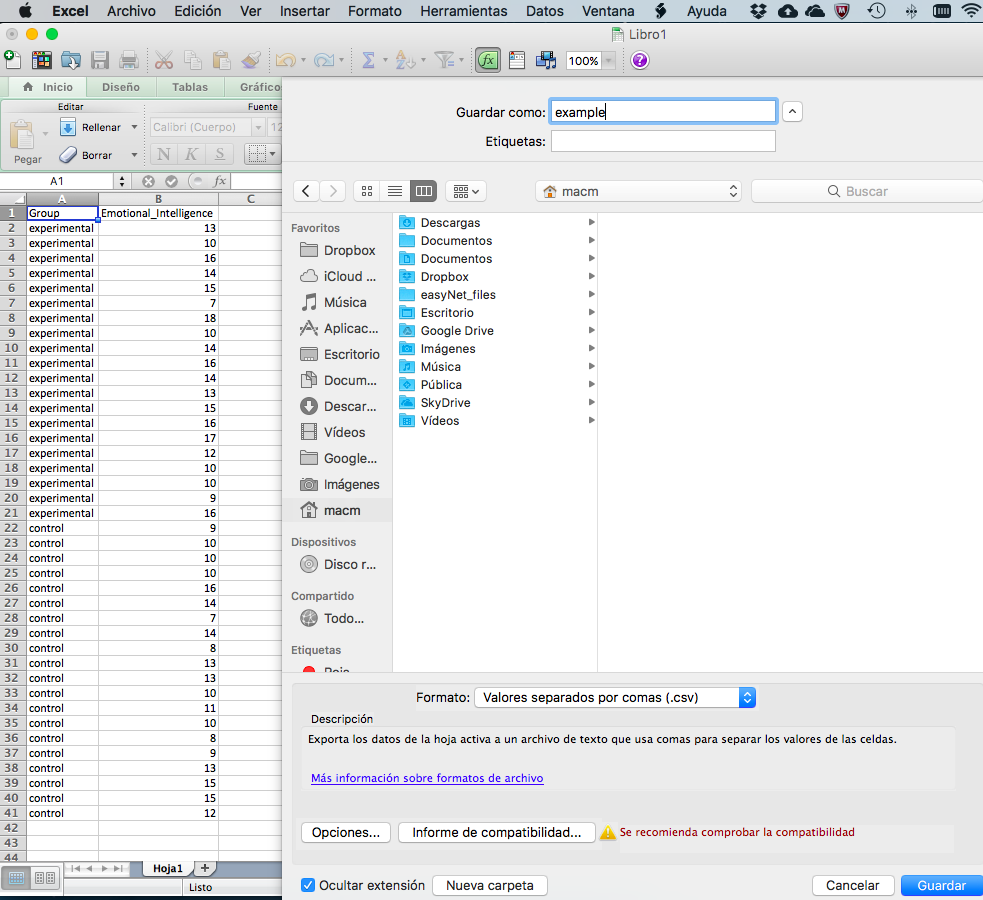 Excel Archivo Edición Ver Insertar Formato Herramientas Datos Ventana Ayuda
Libro1
100%
Inicio Diseño Tablas Gráfico
Editar Fuente
Rellenar Calibri (Cuerpo) 12
Pegar Borrar N K S
A1 fx
A B C
1 Group Emotional_Intelligence
2 experimental 13
3 experimental 10
4 experimental 16
5 experimental 14
6 experimental 15
7 experimental 7
8 experimental 18
9 experimental 10
10 experimental 14
11 experimental 16
12 experimental 14
13 experimental 13
14 experimental 15
15 experimental 16
16 experimental 17
17 experimental 12
18 experimental 10
19 experimental 10
20 experimental 9
21 experimental 16
22 control 9
23 control 10
24 control 10
25 control 10
26 control 16
27 control 14
28 control 7
29 control 14
30 control 8
31 control 13
32 control 13
33 control 10
34 control 11
35 control 10
36 control 8
37 control 9
38 control 13
39 control 15
40 control 15
41 control 12
42
43
44
Hoja1
Listo
Guardar como: example
Etiquetas:
macm
Buscar
Favoritos
Dropbox
iCloud ...
Música
Aplicac...
Escritorio
Docum...
Descar...
Vídeos
Google...
Imágenes
macm
Dispositivos
Disco r...
Compartido
Todo...
Etiquetas
Rojo
Descargas
Documentos
Documentos
Dropbox
easyNet_files
Escritorio
Google Drive
Imágenes
Música
Pública
SkyDrive
Vídeos
Formato: Valores separados por comas (.csv)
Descripción
Exporta los datos de la hoja activa a un archivo de texto que usa comas para separar los valores de las celdas.
Más información sobre formatos de archivo
Opciones... Informe de compatibilidad... Se recomienda comprobar la compatibilidad
Ocultar extensión Nueva carpeta Cancelar Guardar